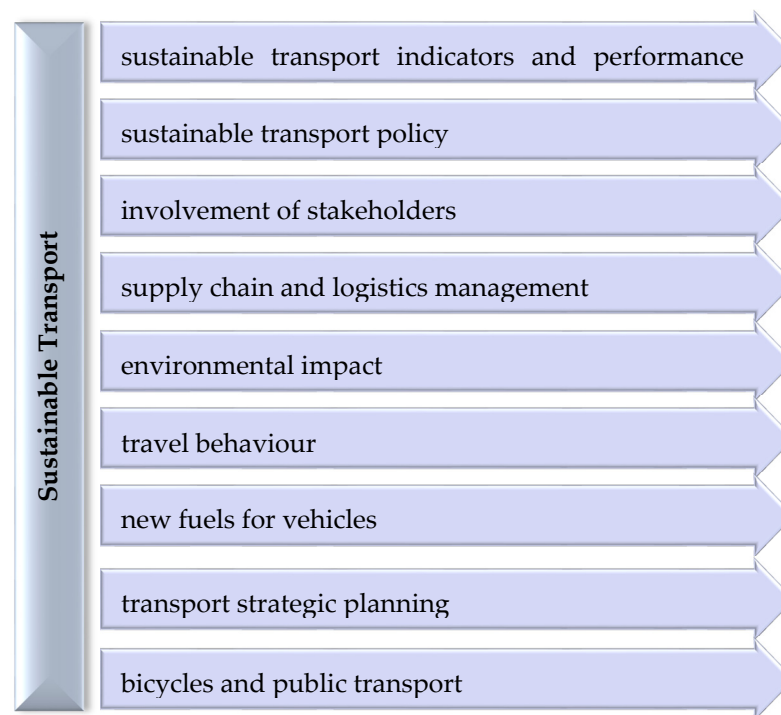 Sustainable Transport
sustainable transport indicators and performance
sustainable transport policy
involvement of stakeholders
supply chain and logistics management
environmental impact
travel behaviour
new fuels for vehicles
transport strategic planning
bicycles and public transport